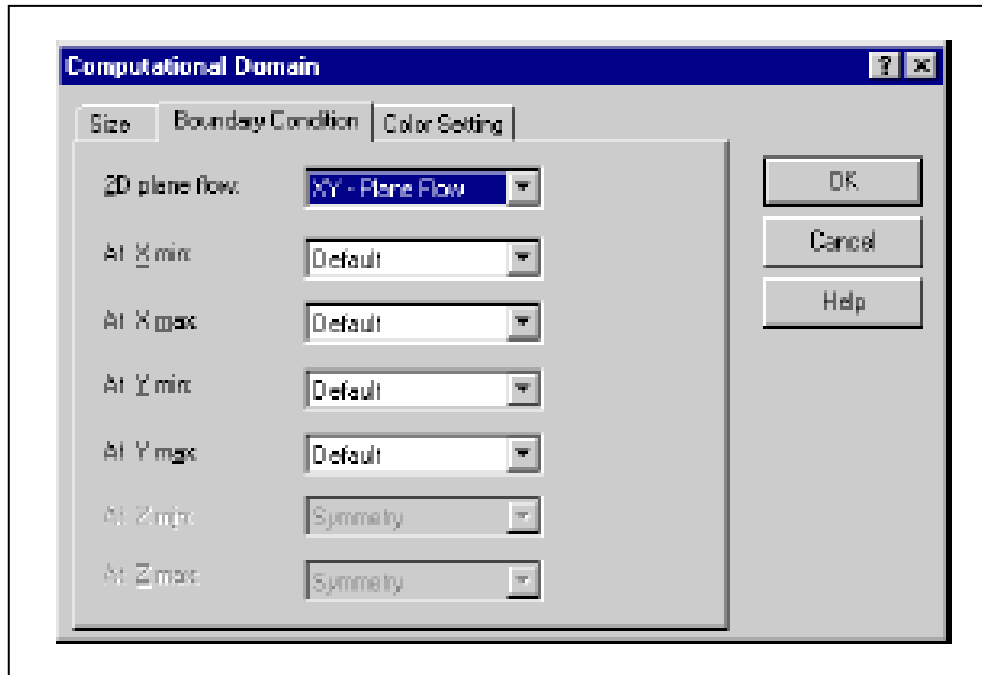 Computational Domain
Size Boundary Condition Color Setting
2D plane flow: XY - Plane Flow
At X min: Default
At X max: Default
At Y min: Default
At Y max: Default
At Z min: Symmetry
At Z max: Symmetry
OK
Cancel
Help